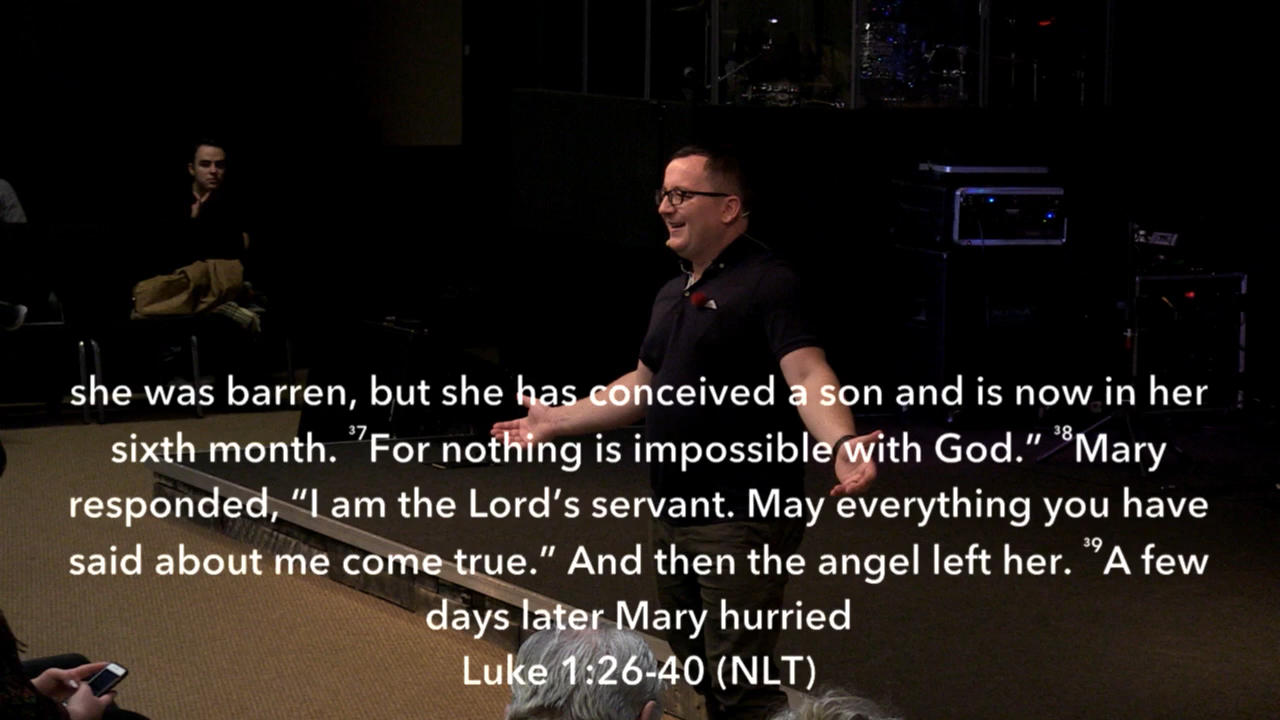 she was barren, but she has conceived a son and is now in her
sixth month. ³⁷For nothing is impossible with God.” ³⁸Mary
responded, “I am the Lord’s servant. May everything you have
said about me come true.” And then the angel left her. ³⁹A few
days later Mary hurried
Luke 1:26-40 (NLT)